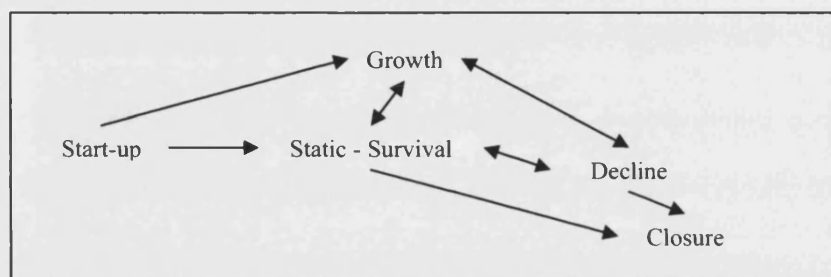 Growth
Start-up
Static - Survival
Decline
Closure